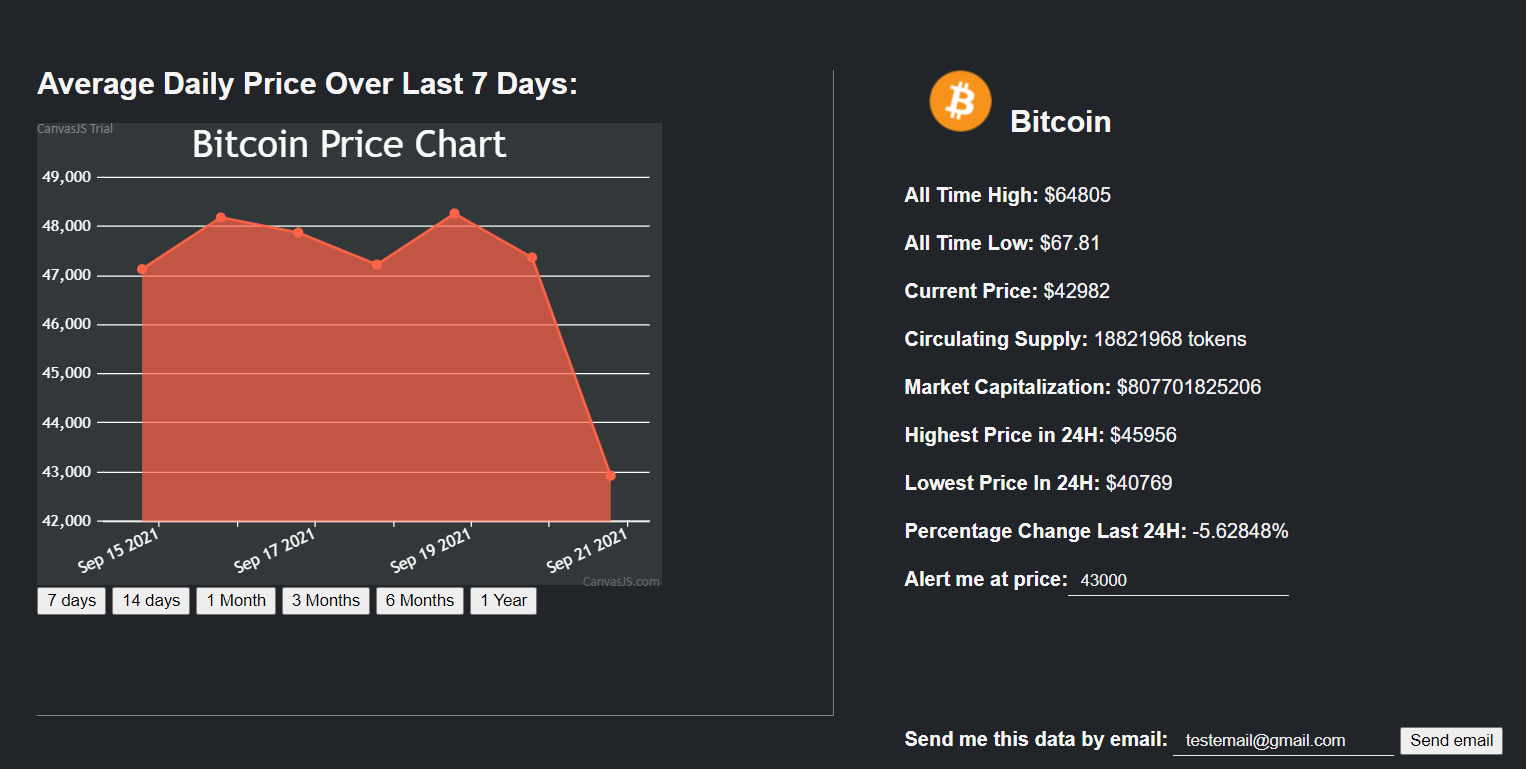 Average Daily Price Over Last 7 Days:
CanvasJS Trial
Bitcoin Price Chart
49,000
48,000
47,000
46,000
45,000
44,000
43,000
42,000
Sep 15 2021
Sep 17 2021
Sep 19 2021
Sep 21 2021
CanvasJS.com
7 days 14 days 1 Month 3 Months 6 Months 1 Year
Bitcoin
All Time High: $64805
All Time Low: $67.81
Current Price: $42982
Circulating Supply: 18821968 tokens
Market Capitalization: $807701825206
Highest Price in 24H: $45956
Lowest Price In 24H: $40769
Percentage Change Last 24H: -5.62848%
Alert me at price: 43000
Send me this data by email: testemail@gmail.com Send email